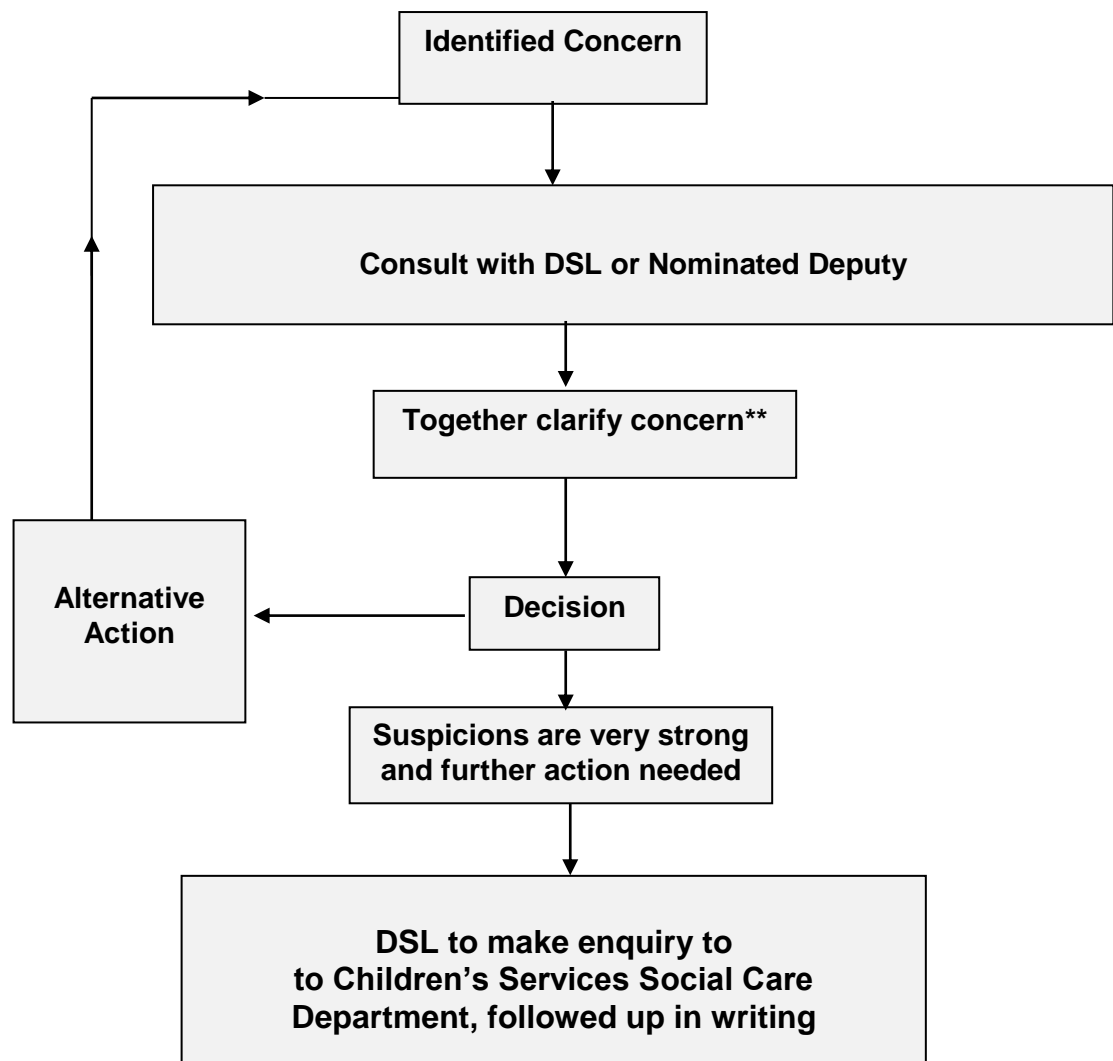 Identified Concern
Consult with DSL or Nominated Deputy
Together clarify concern**
Alternative
Action
Decision
Suspicions are very strong
and further action needed
DSL to make enquiry to
to Children’s Services Social Care
Department, followed up in writing